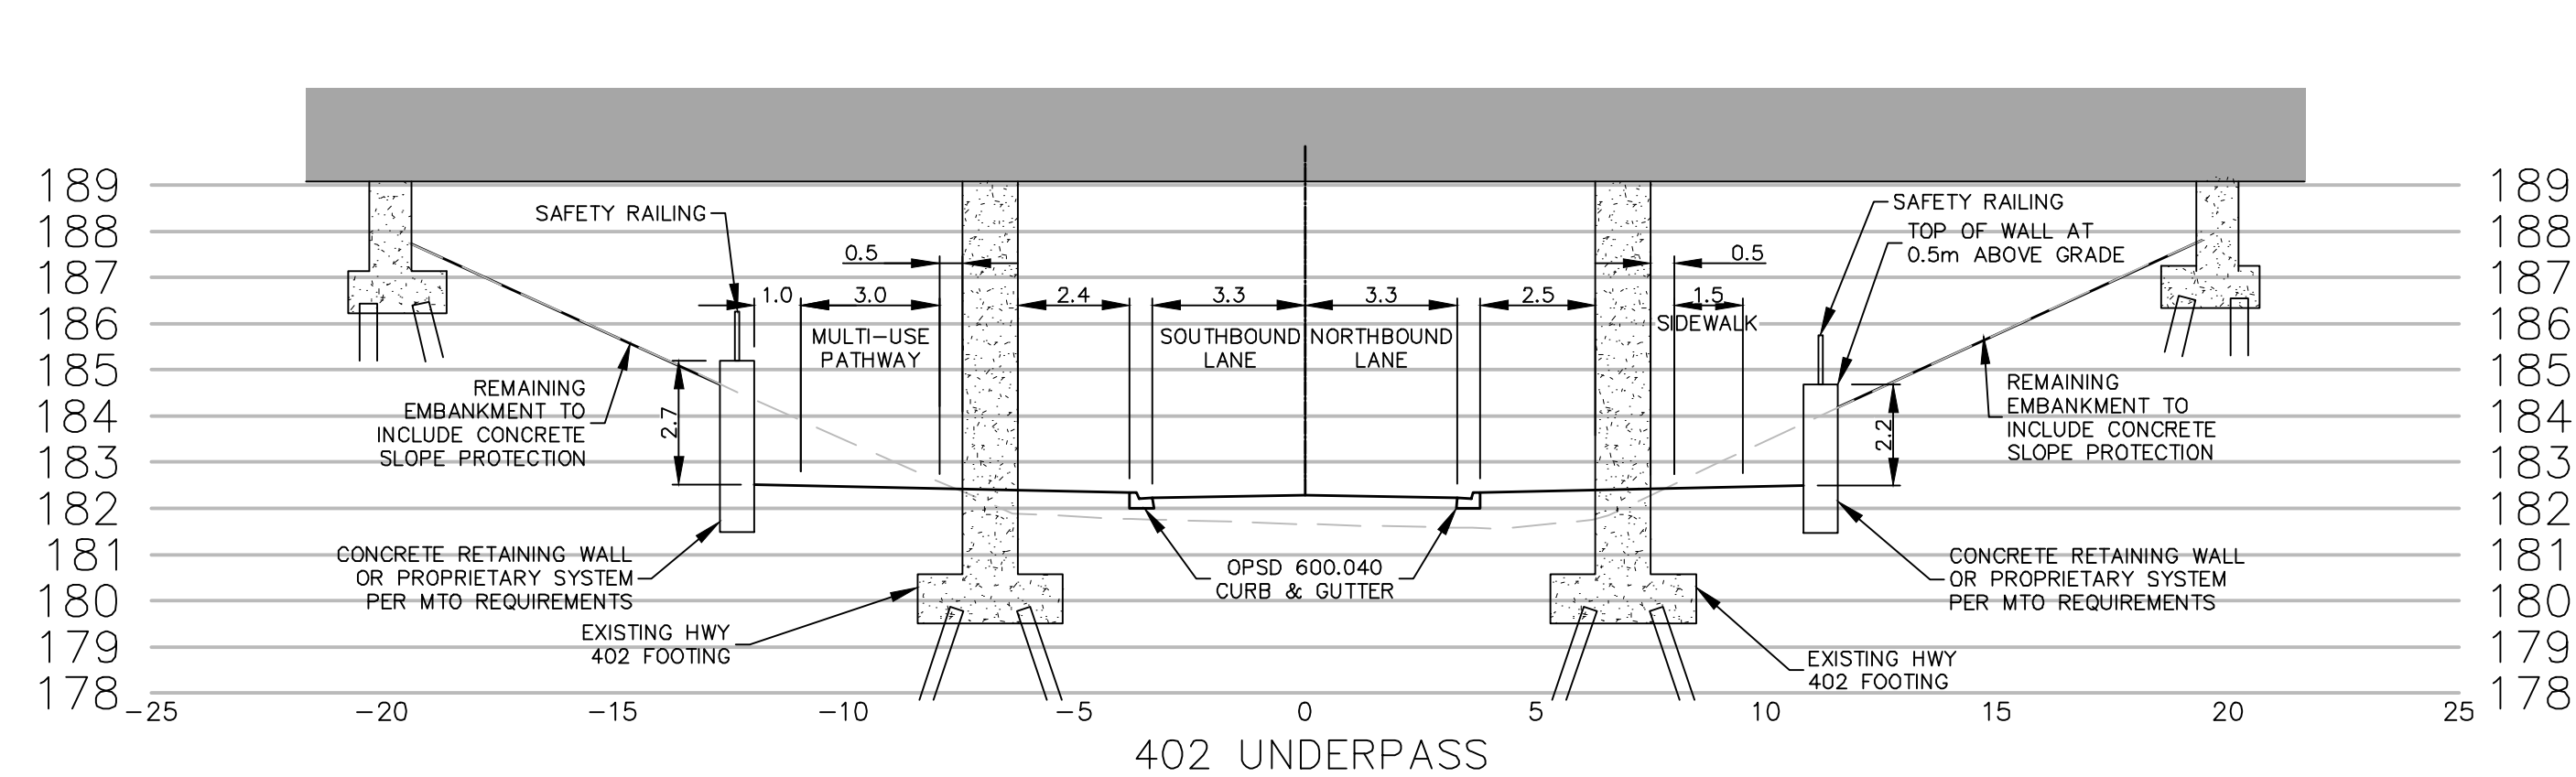 SAFETY RAILING
SAFETY RAILING
TOP OF WALL AT
0.5m ABOVE GRADE
0.5
0.5
1.0
3.0
2.4
3.3
3.3
2.5
1.5
MULTI-USE
PATHWAY
SOUTHBOUND
LANE
NORTHBOUND
LANE
SIDEWALK
REMAINING
EMBANKMENT TO
INCLUDE CONCRETE
SLOPE PROTECTION
2.7
2.2
REMAINING
EMBANKMENT TO
INCLUDE CONCRETE
SLOPE PROTECTION
CONCRETE RETAINING WALL
OR PROPRIETARY SYSTEM
PER MTO REQUIREMENTS
OPSD 600.040
CURB & GUTTER
CONCRETE RETAINING WALL
OR PROPRIETARY SYSTEM
PER MTO REQUIREMENTS
EXISTING HWY
402 FOOTING
EXISTING HWY
402 FOOTING
189
188
187
186
185
184
183
182
181
180
179
178
189
188
187
186
185
184
183
182
181
180
179
178
-25
-20
-15
-10
-5
0
5
10
15
20
25
402 UNDERPASS